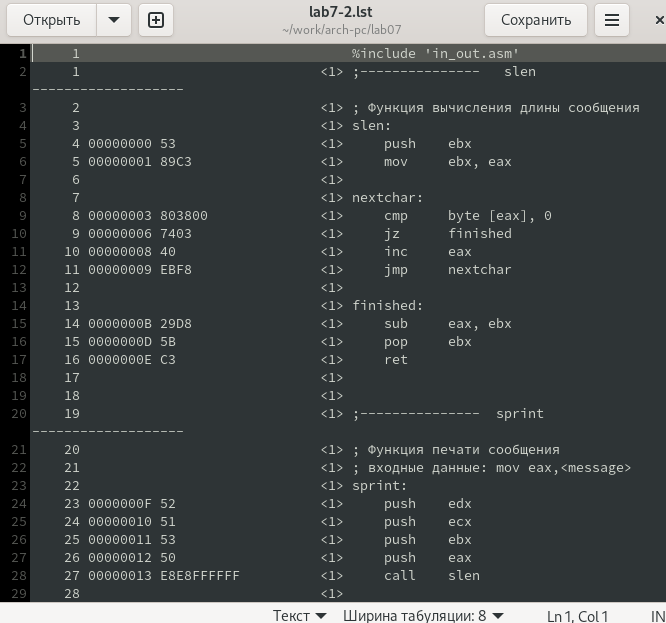 Открыть
lab7-2.lst
~/work/arch-pc/lab07
Сохранить
1 1 %include 'in_out.asm'
2 1 <1> ;--------------- slen
-------------------
3 2 <1> ; Функция вычисления длины сообщения
4 3 <1> slen:
5 4 00000000 53 <1> push ebx
6 5 00000001 89C3 <1> mov ebx, eax
7 6 <1>
8 7 <1> nextchar:
9 8 00000003 803800 <1> cmp byte [eax], 0
10 9 00000006 7403 <1> jz finished
11 10 00000008 40 <1> inc eax
12 11 00000009 EBF8 <1> jmp nextchar
13 12 <1>
14 13 <1> finished:
15 14 0000000B 29D8 <1> sub eax, ebx
16 15 0000000D 5B <1> pop ebx
17 16 0000000E C3 <1> ret
18 17 <1>
19 18 <1>
20 19 <1> ;--------------- sprint
-------------------
21 20 <1> ; Функция печати сообщения
22 21 <1> ; входные данные: mov eax,<message>
23 22 <1> sprint:
24 23 0000000F 52 <1> push edx
25 24 00000010 51 <1> push ecx
26 25 00000011 53 <1> push ebx
27 26 00000012 50 <1> push eax
28 27 00000013 E8E8FFFFFF <1> call slen
29 28 <1>
Текст Ширина табуляции: 8 Ln 1, Col 1 IN